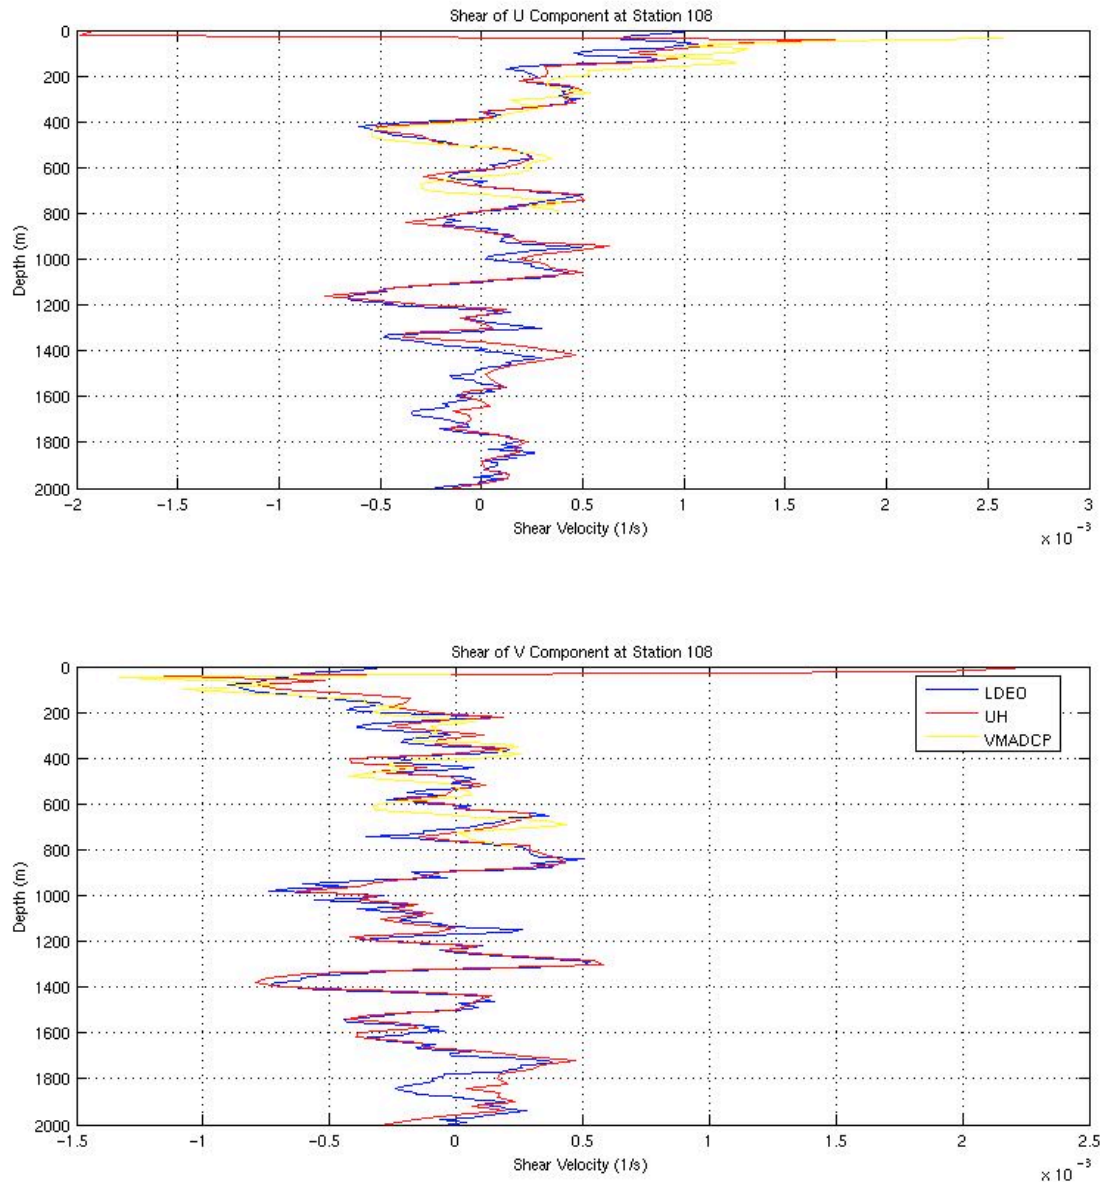 Shear of U Component at Station 108
0
200
400
600
800
1000
1200
1400
1600
1800
2000
Depth (m)
-2 -1.5 -1 -0.5 0 0.5 1 1.5 2 2.5 3
Shear Velocity (1/s)
x 10 -3
Shear of V Component at Station 108
0
200
400
600
800
1000
1200
1400
1600
1800
2000
Depth (m)
LDEO
UH
VMADCP
-1.5 -1 -0.5 0 0.5 1 1.5 2 2.5
Shear Velocity (1/s)
x 10 -3